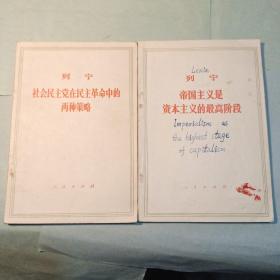 列宁
社会民主党在民主革命中的
两种策略
人民出版社
Lenin
列宁
帝国主义是
资本主义的最高阶段
Imperialism as
the highest stage
of capitalism
人民出版社